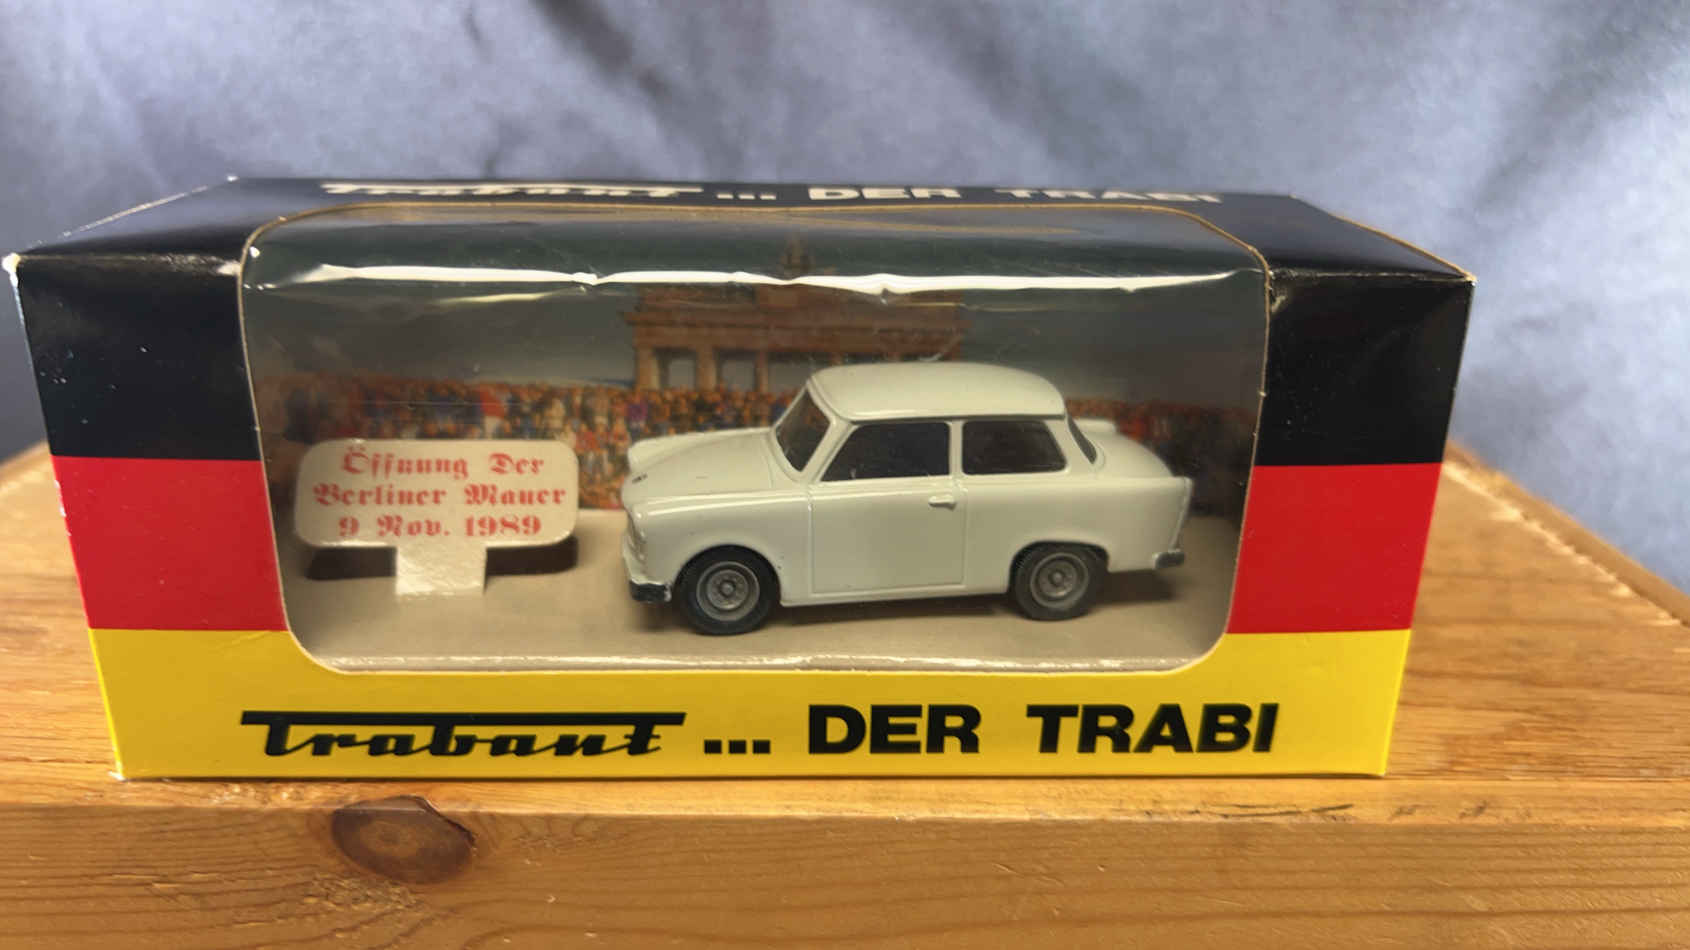 Trabant ... DER TRABI
Öffnung Der
Berliner Mauer
9 Nov. 1989
Trabant ... DER TRABI